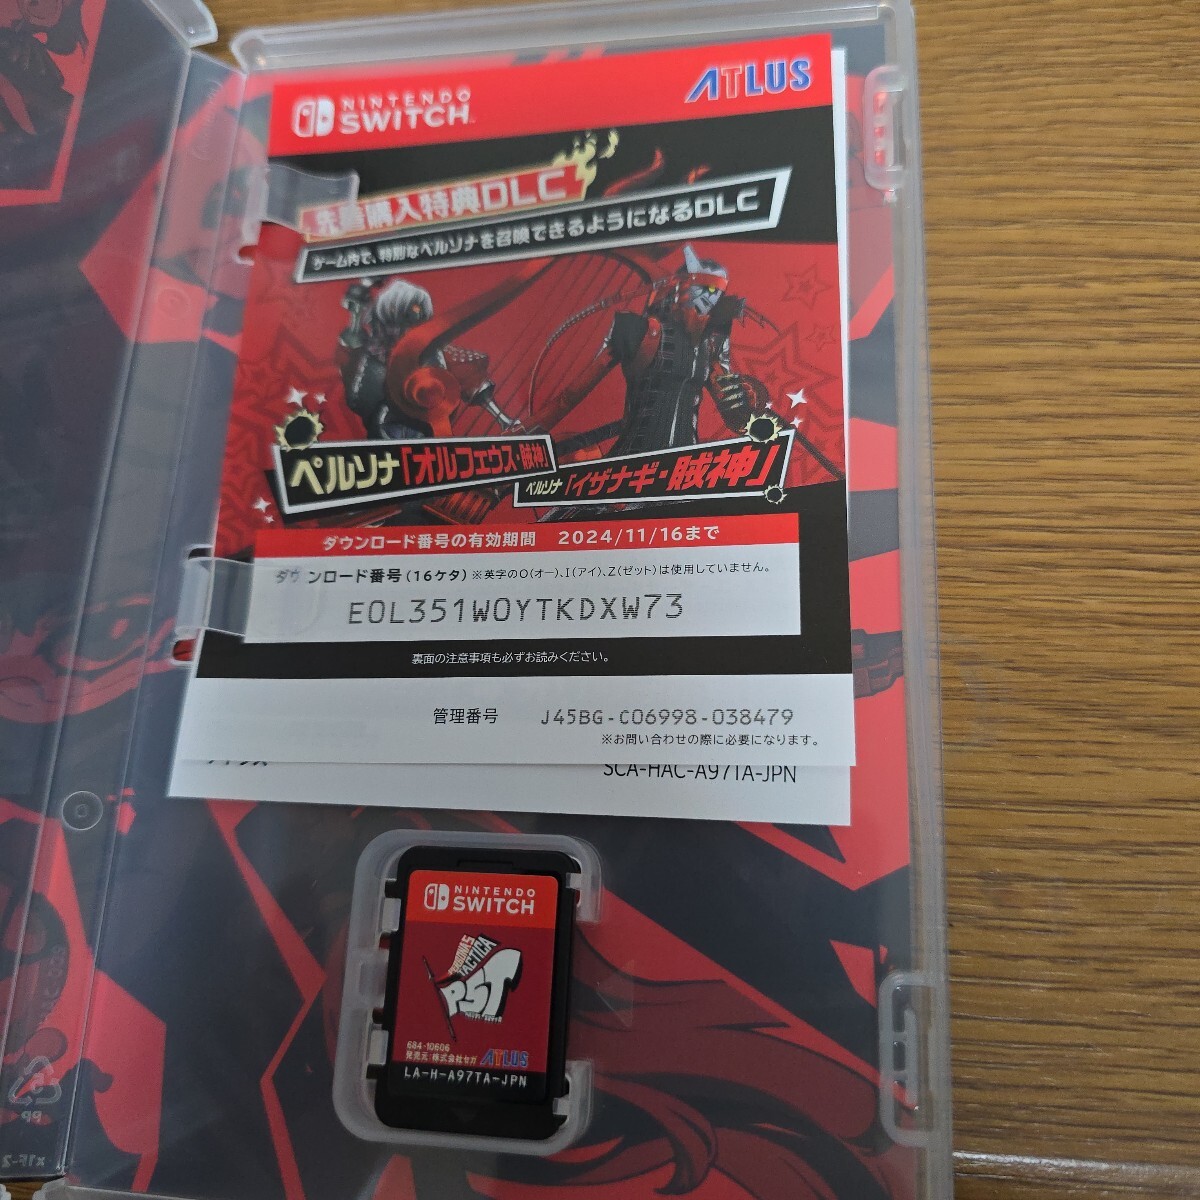 NINTENDO
SWITCH
ATLUS
先着購入特典DLC
ゲーム内で、特別なペルソナを召喚できるようになるDLC
ペルソナ「オルフェウス・賊神」
ペルソナ「イザナギ・賊神」
ダウンロード番号の有効期間 2024/11/16まで
ダウンロード番号(16ケタ) ※英字のO(オー)、I(アイ)、Z(ゼット)は使用していません。
E0L351W0YTKDXW73
裏面の注意事項も必ずお読みください。
管理番号 J45BG-C06998-038479
※お問い合わせの際に必要になります。
SCA-HAC-A97TA-JPN
NINTENDO
SWITCH
PERSONA5
TACTICA
P5T
684-10606
発売元:株式会社セガ ATLUS
LA-H-A97TA-JPN